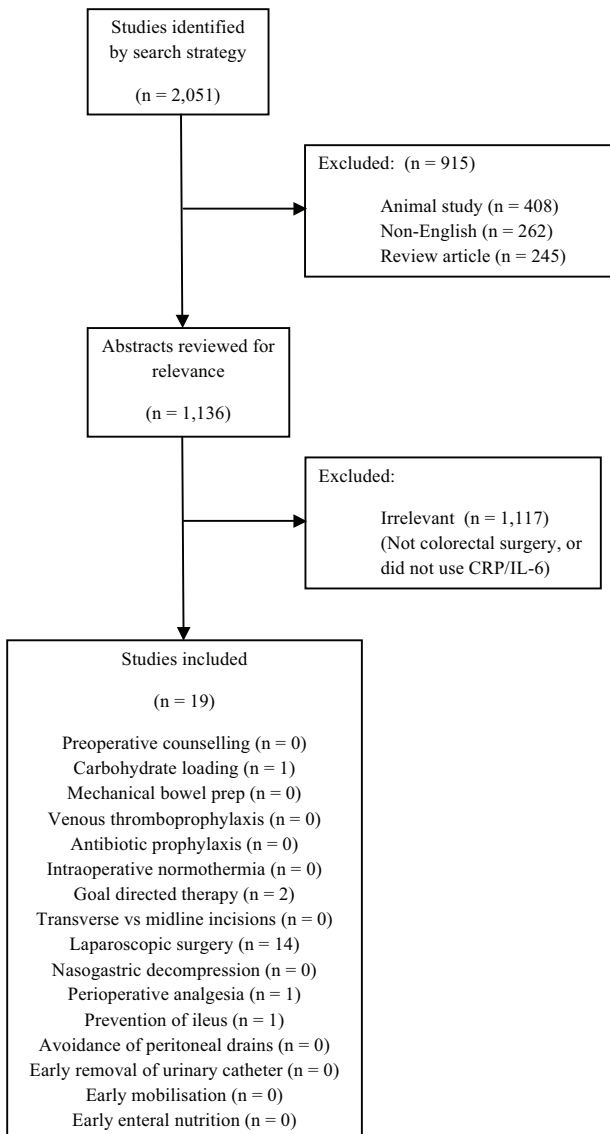 Studies identified
by search strategy
(n = 2,051)
Excluded:  (n = 915)
Animal study (n = 408)
Non-English (n = 262)
Review article (n = 245)
Abstracts reviewed for
relevance
(n = 1,136)
Excluded:
Irrelevant  (n = 1,117)
(Not colorectal surgery, or
did not use CRP/IL-6)
Studies included
(n = 19)
Preoperative counselling (n = 0)
Carbohydrate loading (n = 1)
Mechanical bowel prep (n = 0)
Venous thromboprophylaxis (n = 0)
Antibiotic prophylaxis (n = 0)
Intraoperative normothermia (n = 0)
Goal directed therapy (n = 2)
Transverse vs midline incisions (n = 0)
Laparoscopic surgery (n = 14)
Nasogastric decompression (n = 0)
Perioperative analgesia (n = 1)
Prevention of ileus (n = 1)
Avoidance of peritoneal drains (n = 0)
Early removal of urinary catheter (n = 0)
Early mobilisation (n = 0)
Early enteral nutrition (n = 0)